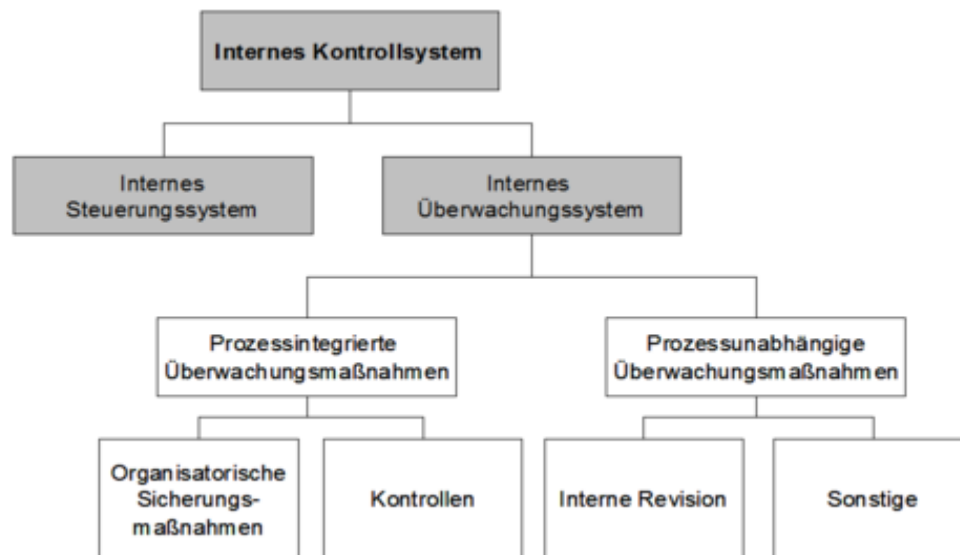 Internes Kontrollsystem
Internes
Steuerungssystem
Internes
Überwachungssystem
Prozessintegrierte
Überwachungsmaßnahmen
Prozessunabhängige
Überwachungsmaßnahmen
Organisatorische
Sicherungs-
maßnahmen
Kontrollen
Interne Revision
Sonstige